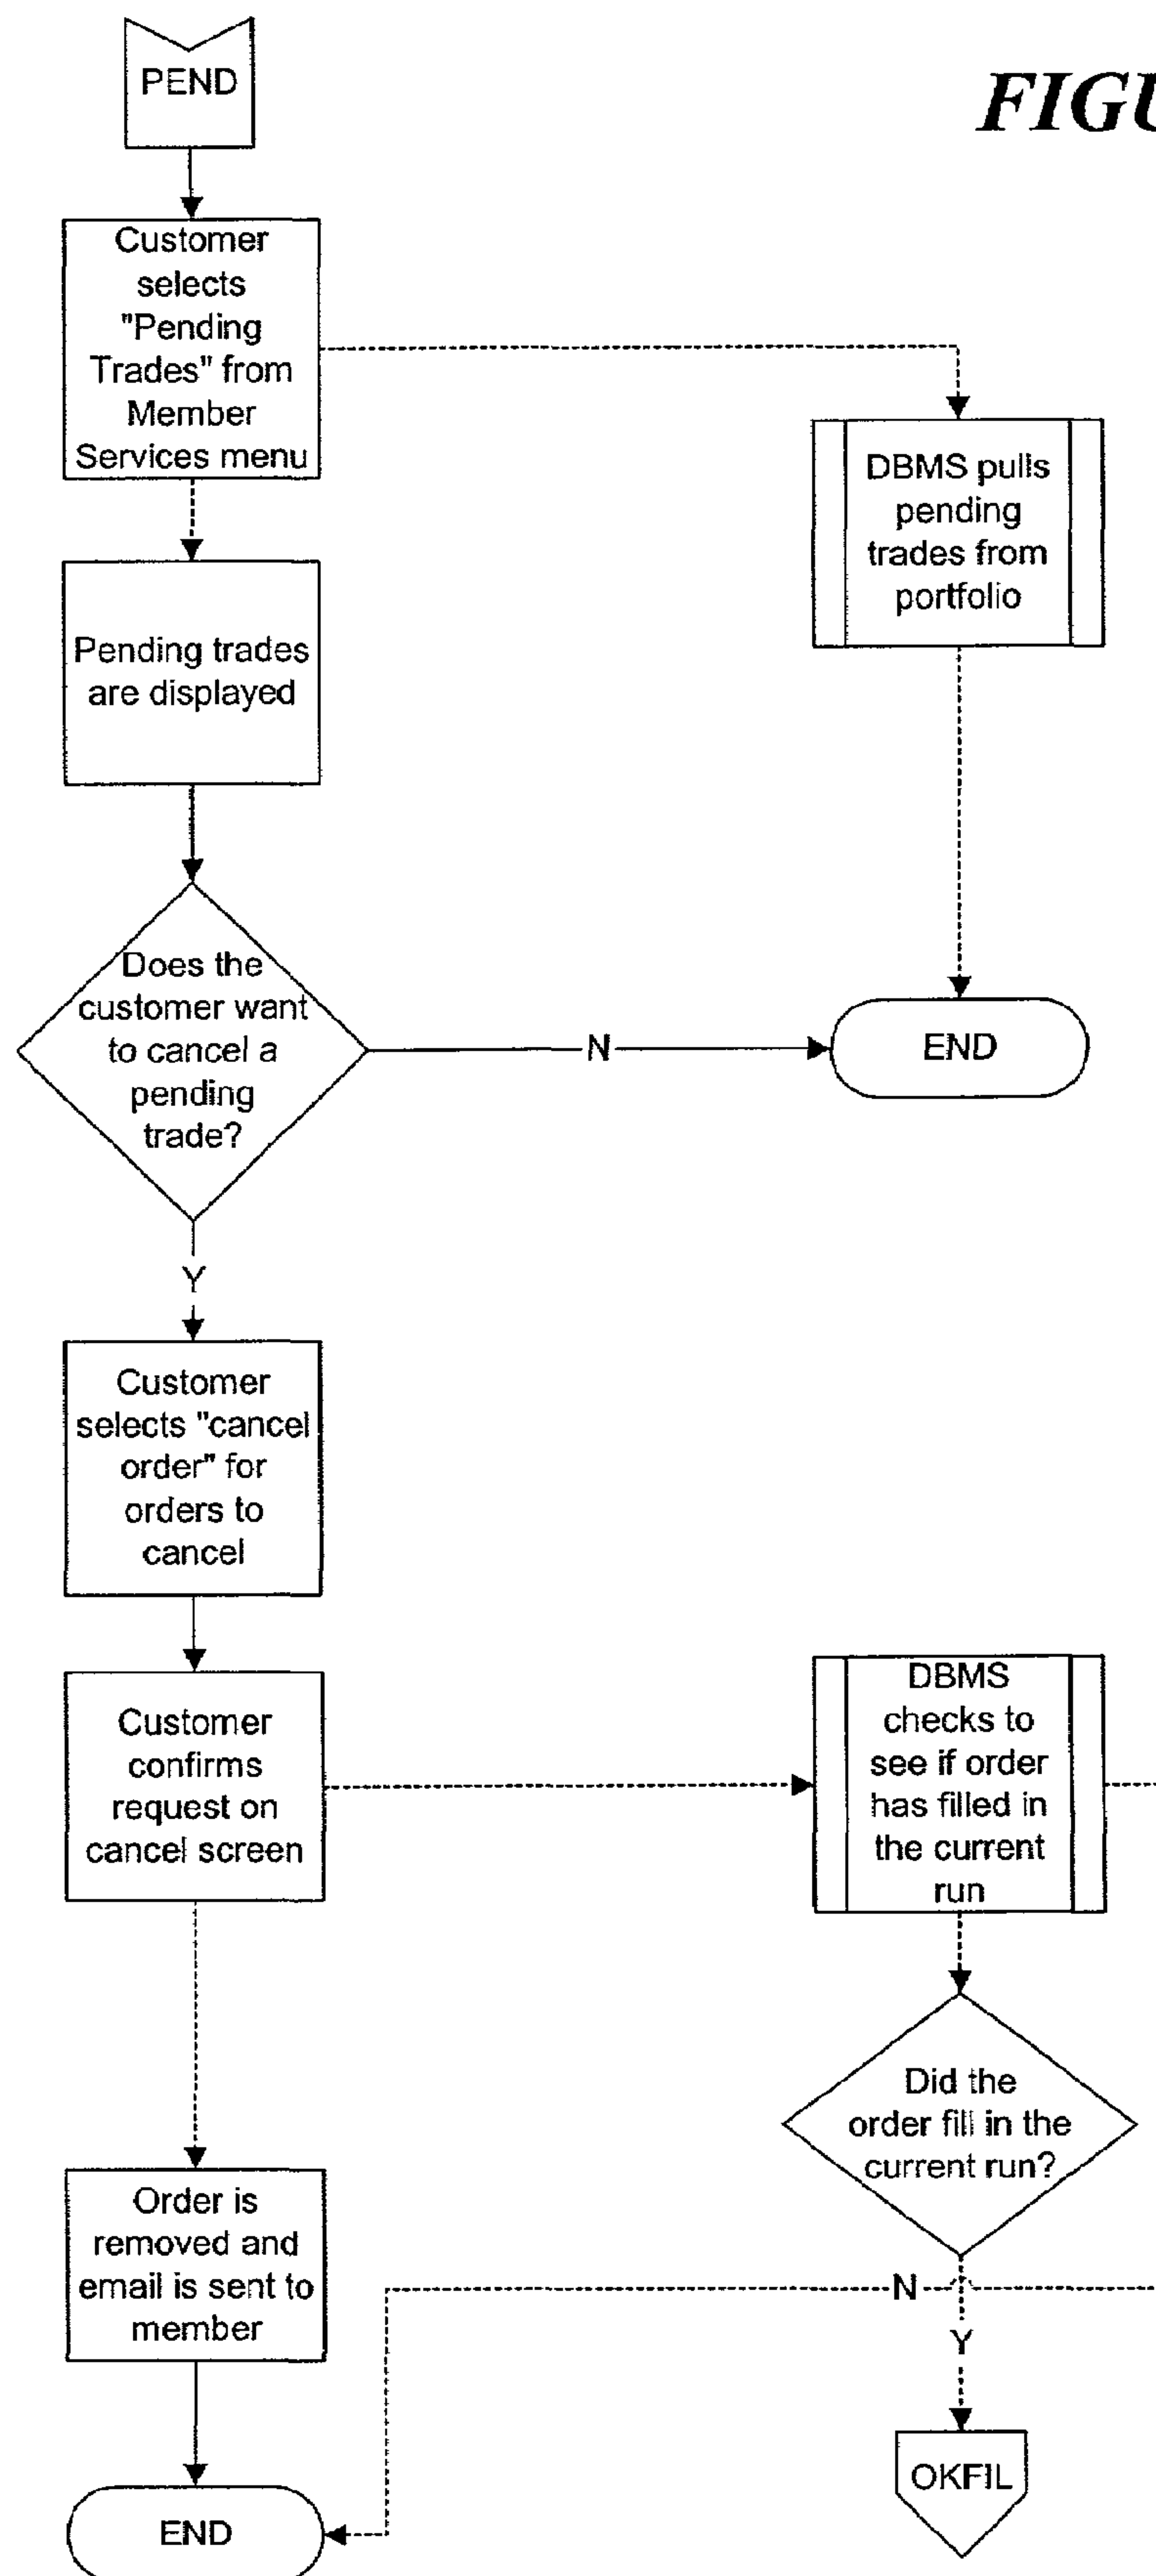 PEND
FIGU
Customer
selects
"Pending
Trades" from
Member
Services menu
DBMS pulls
pending
trades from
portfolio
Pending trades
are displayed
Does the
customer want
to cancel a
pending
trade?
N
END
Y
Customer
selects "cancel
order" for
orders to
cancel
Customer
confirms
request on
cancel screen
DBMS
checks to
see if order
has filled in
the current
run
Did the
order fill in the
current run?
Order is
removed and
email is sent to
member
N
Y
OKFIL
END